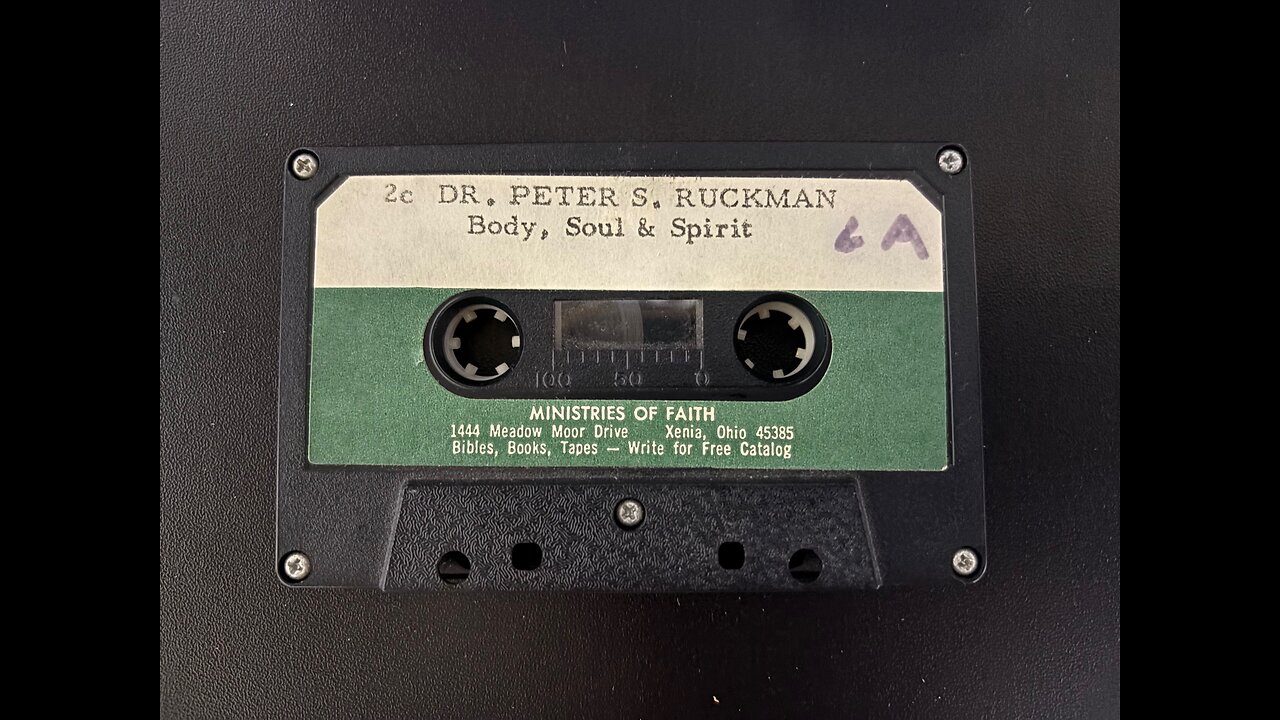 2c DR. PETER S. RUCKMAN
Body, Soul & Spirit
6A
100 50 0
MINISTRIES OF FAITH
1444 Meadow Moor Drive Xenia, Ohio 45385
Bibles, Books, Tapes — Write for Free Catalog